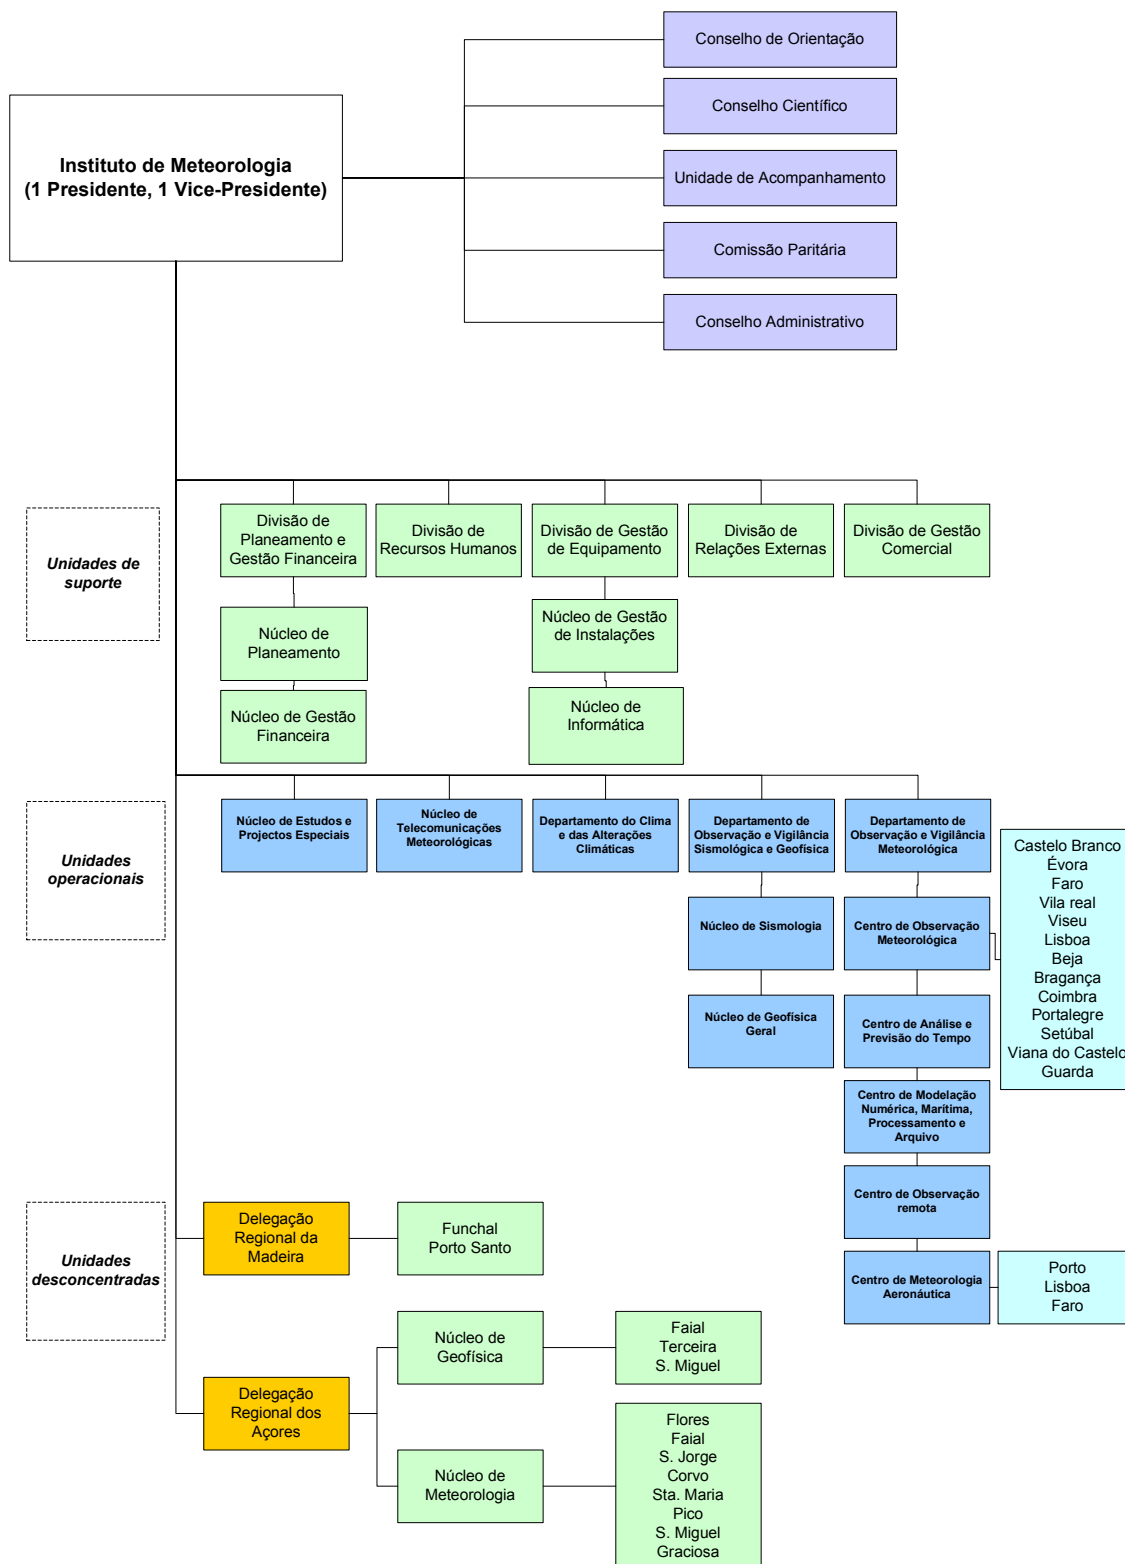 Conselho de Orientação
Conselho Científico
Instituto de Meteorologia
(1 Presidente, 1 Vice-Presidente)
Unidade de Acompanhamento
Comissão Paritária
Conselho Administrativo
Unidades de
suporte
Divisão de
Planeamento e
Gestão Financeira
Divisão de
Recursos Humanos
Divisão de Gestão
de Equipamento
Divisão de
Relações Externas
Divisão de Gestão
Comercial
Núcleo de
Planeamento
Núcleo de Gestão
de Instalações
Núcleo de Gestão
Financeira
Núcleo de
Informática
Unidades
operacionais
Núcleo de Estudos e
Projectos Especiais
Núcleo de
Telecomunicações
Meteorológicas
Departamento do Clima
e das Alterações
Climáticas
Departamento de
Observação e Vigilância
Sismológica e Geofísica
Departamento de
Observação e Vigilância
Meteorológica
Castelo Branco
Évora
Faro
Vila real
Viseu
Lisboa
Beja
Bragança
Coimbra
Portalegre
Setúbal
Viana do Castelo
Guarda
Núcleo de Sismologia
Centro de Observação
Meteorológica
Núcleo de Geofísica
Geral
Centro de Análise e
Previsão do Tempo
Centro de Modelação
Numérica, Marítima,
Processamento e
Arquivo
Centro de Observação
remota
Unidades
desconcentradas
Delegação
Regional da
Madeira
Funchal
Porto Santo
Centro de Meteorologia
Aeronáutica
Porto
Lisboa
Faro
Núcleo de
Geofísica
Faial
Terceira
S. Miguel
Delegação
Regional dos
Açores
Núcleo de
Meteorologia
Flores
Faial
S. Jorge
Corvo
Sta. Maria
Pico
S. Miguel
Graciosa